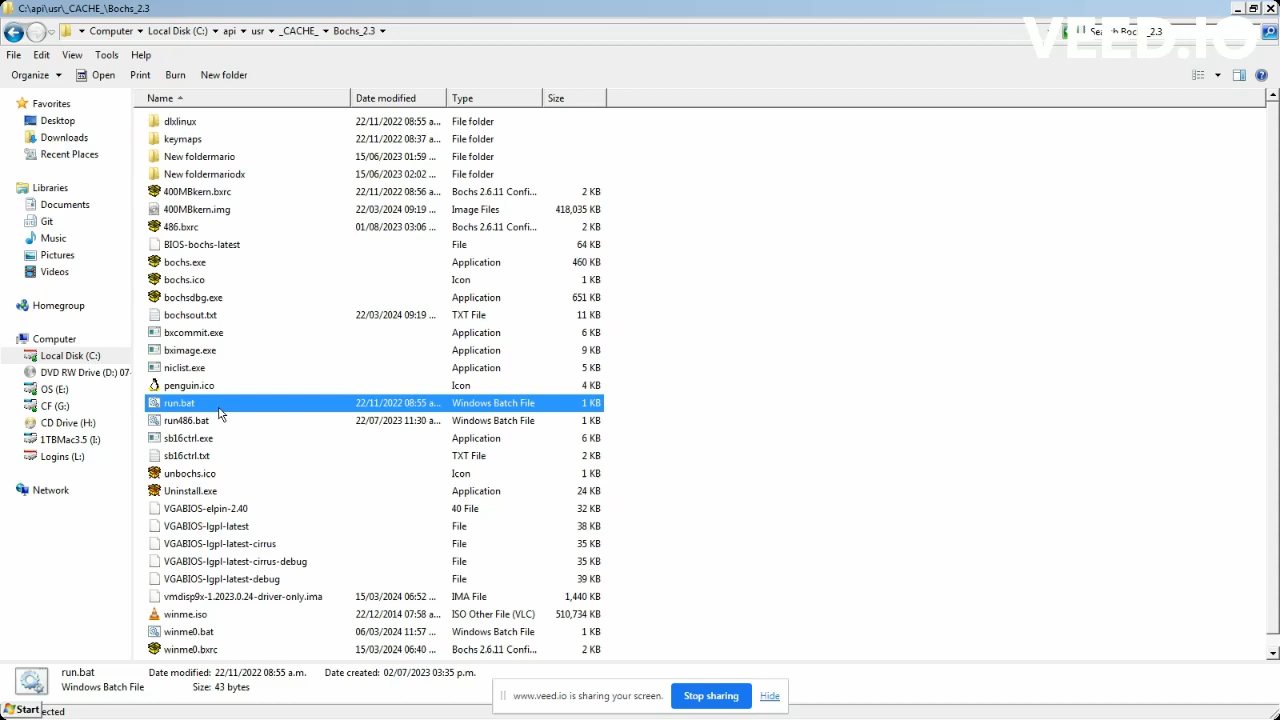 C:\api\usr\_CACHE_\Bochs_2.3
Computer Local Disk (C:) api usr _CACHE_ Bochs_2.3
VEED.IO
File Edit View Tools Help
Organize Open Print Burn New folder
Name Date modified Type Size
Favorites
Desktop
Downloads
Recent Places
Libraries
Documents
Git
Music
Pictures
Videos
Homegroup
Computer
Local Disk (C:)
DVD RW Drive (D:) 07-
OS (E:)
CF (G:)
CD Drive (H:)
1TBMac3.5 (I:)
Logins (L:)
Network
dlxlinux 22/11/2022 08:55 a... File folder
keymaps 22/11/2022 08:37 a... File folder
New foldermario 15/06/2023 01:59 ... File folder
New foldermariodx 15/06/2023 02:02 ... File folder
400MBkern.bxrc 22/11/2022 08:56 a... Bochs 2.6.11 Confi... 2 KB
400MBkern.img 22/03/2024 09:19 ... Image Files 418,035 KB
486.bxrc 01/08/2023 03:06 ... Bochs 2.6.11 Confi... 2 KB
BIOS-bochs-latest File 64 KB
bochs.exe Application 460 KB
bochs.ico Icon 1 KB
bochsdbg.exe Application 651 KB
bochsout.txt 22/03/2024 09:19 ... TXT File 11 KB
bxcommit.exe Application 6 KB
bximage.exe Application 9 KB
niclist.exe Application 5 KB
penguin.ico Icon 4 KB
run.bat 22/11/2022 08:55 a... Windows Batch File 1 KB
run486.bat 22/07/2023 11:30 a... Windows Batch File 1 KB
sb16ctrl.exe Application 6 KB
sb16ctrl.txt TXT File 2 KB
unbochs.ico Icon 1 KB
Uninstall.exe Application 24 KB
VGABIOS-elpin-2.40 40 File 32 KB
VGABIOS-lgpl-latest File 38 KB
VGABIOS-lgpl-latest-cirrus File 35 KB
VGABIOS-lgpl-latest-cirrus-debug File 35 KB
VGABIOS-lgpl-latest-debug File 39 KB
vmdisp9x-1.2023.0.24-driver-only.ima 15/03/2024 06:52 ... IMA File 1,440 KB
winme.iso 22/12/2014 07:58 a... ISO Other File (VLC) 510,734 KB
winme0.bat 06/03/2024 11:57 ... Windows Batch File 1 KB
winme0.bxrc 15/03/2024 06:40 ... Bochs 2.6.11 Confi... 2 KB
run.bat Date modified: 22/11/2022 08:55 a.m. Date created: 02/07/2023 03:35 p.m.
Windows Batch File Size: 43 bytes
www.veed.io is sharing your screen. Stop sharing Hide
Start ected